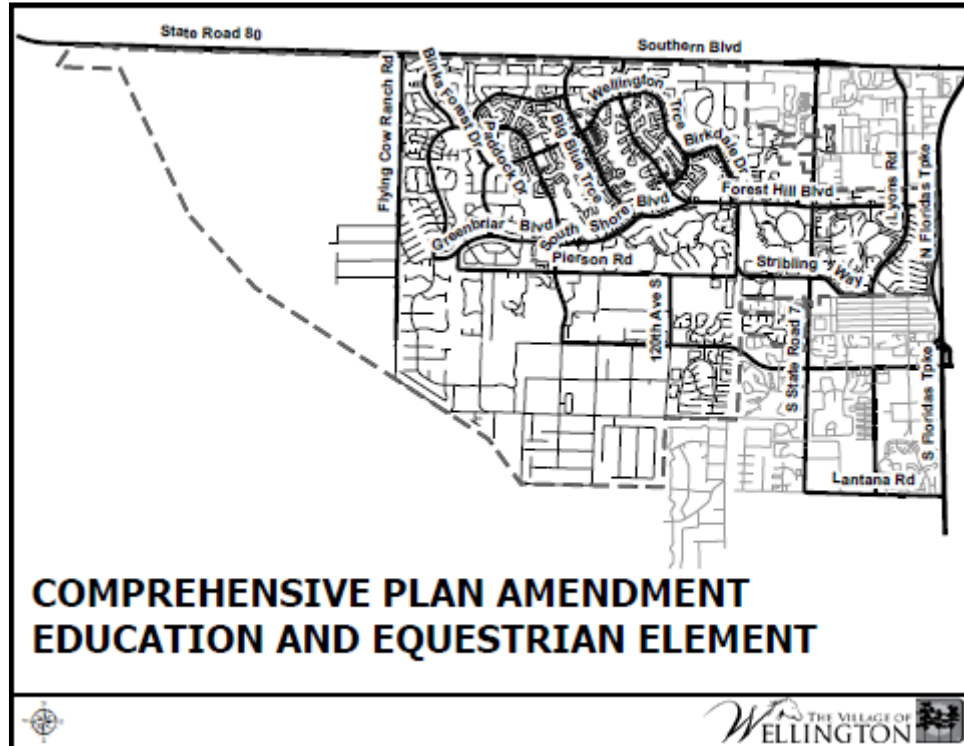 State Road 80
Southern Blvd
Flying Cow Ranch Rd
Binka Forest Dr
Paddock Dr
Big Blue Trce
Wellington Trce
Birkdale Dr
Forest Hill Blvd
Lyons Rd
N Floridas Tpke
Greenbriar Blvd
South Shore Blvd
Pierson Rd
Stribling Way
120th Ave S
S State Road 7
S Floridas Tpke
Lantana Rd
COMPREHENSIVE PLAN AMENDMENT
EDUCATION AND EQUESTRIAN ELEMENT
THE VILLAGE OF
WELLINGTON